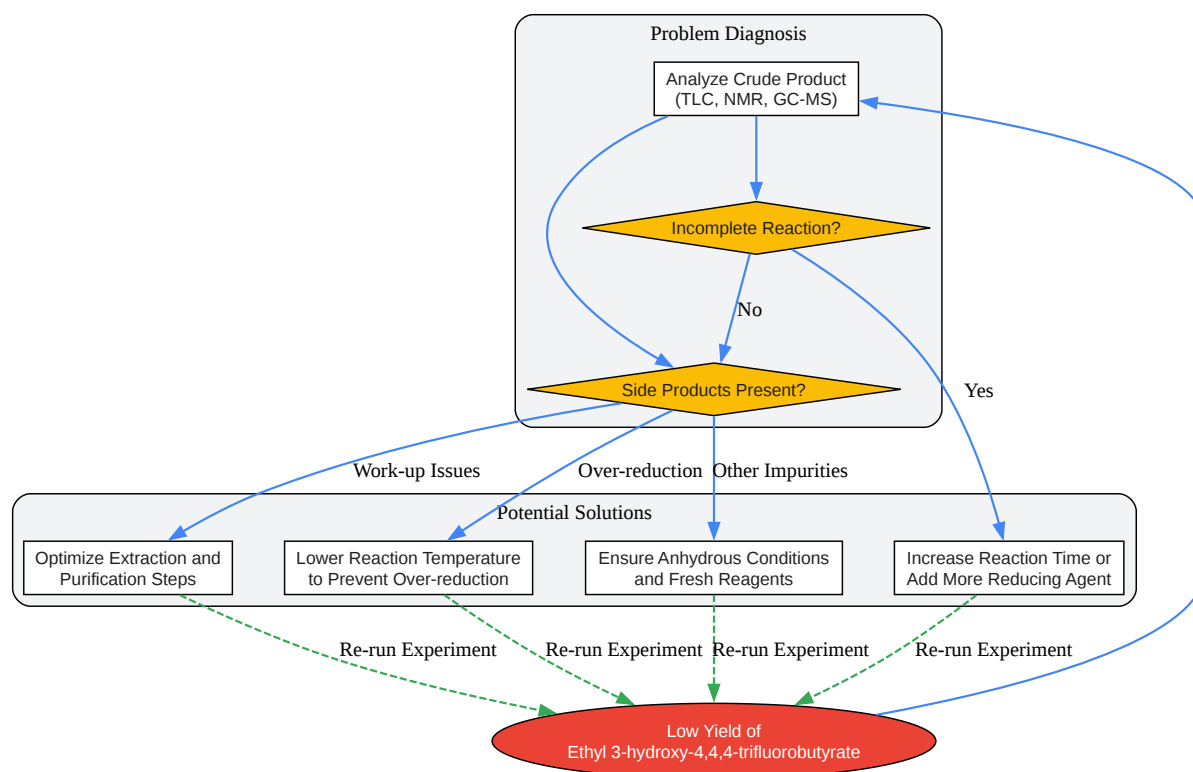 Problem Diagnosis
Analyze Crude Product
(TLC, NMR, GC-MS)
Incomplete Reaction?
No
Side Products Present?
Yes
Work-up Issues
Over-reduction
Other Impurities
Potential Solutions
Optimize Extraction and
Purification Steps
Lower Reaction Temperature
to Prevent Over-reduction
Ensure Anhydrous Conditions
and Fresh Reagents
Increase Reaction Time or
Add More Reducing Agent
Re-run Experiment
Re-run Experiment
Re-run Experiment
Re-run Experiment
Low Yield of
Ethyl 3-hydroxy-4,4,4-trifluorobutyrate